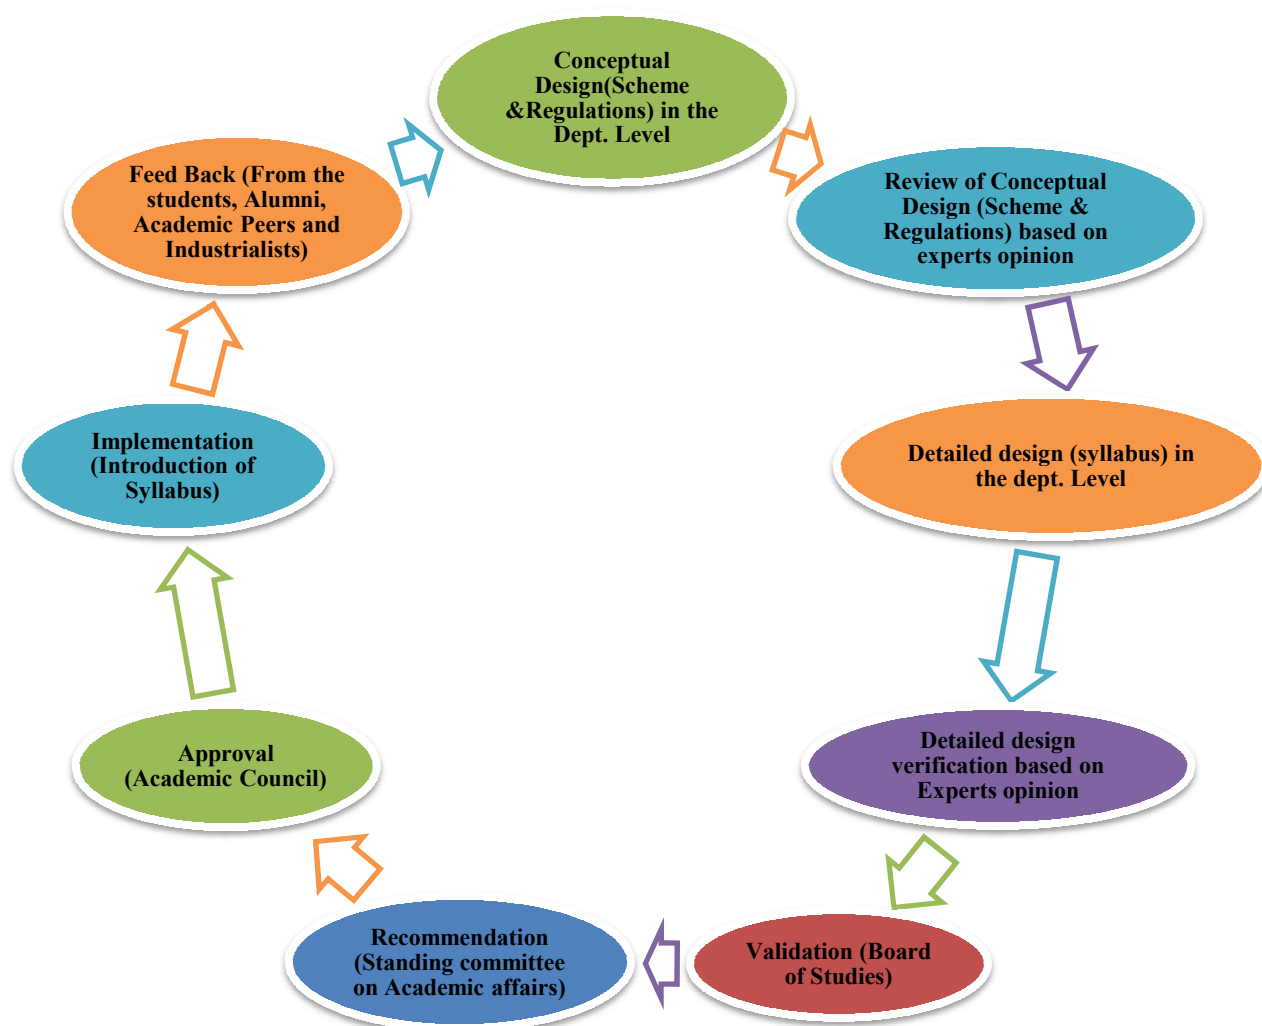 Conceptual
Design(Scheme
&Regulations) in the
Dept. Level
Review of Conceptual
Design (Scheme &
Regulations) based on
experts opinion
Detailed design (syllabus) in
the dept. Level
Detailed design
verification based on
Experts opinion
Validation (Board
of Studies)
Recommendation
(Standing committee
on Academic affairs)
Approval
(Academic Council)
Implementation
(Introduction of
Syllabus)
Feed Back (From the
students, Alumni,
Academic Peers and
Industrialists)